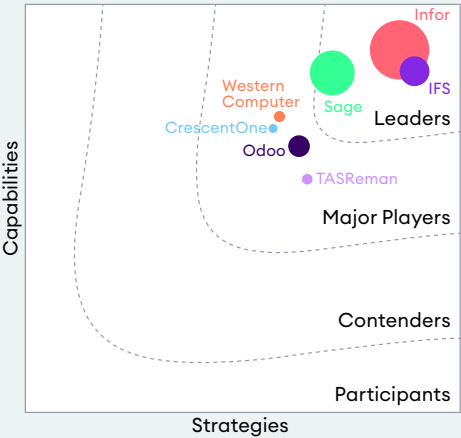 Infor
IFS
Sage
Western
Computer
Leaders
CrescentOne
Odoo
TASReman
Major Players
Contenders
Participants
Capabilities
Strategies